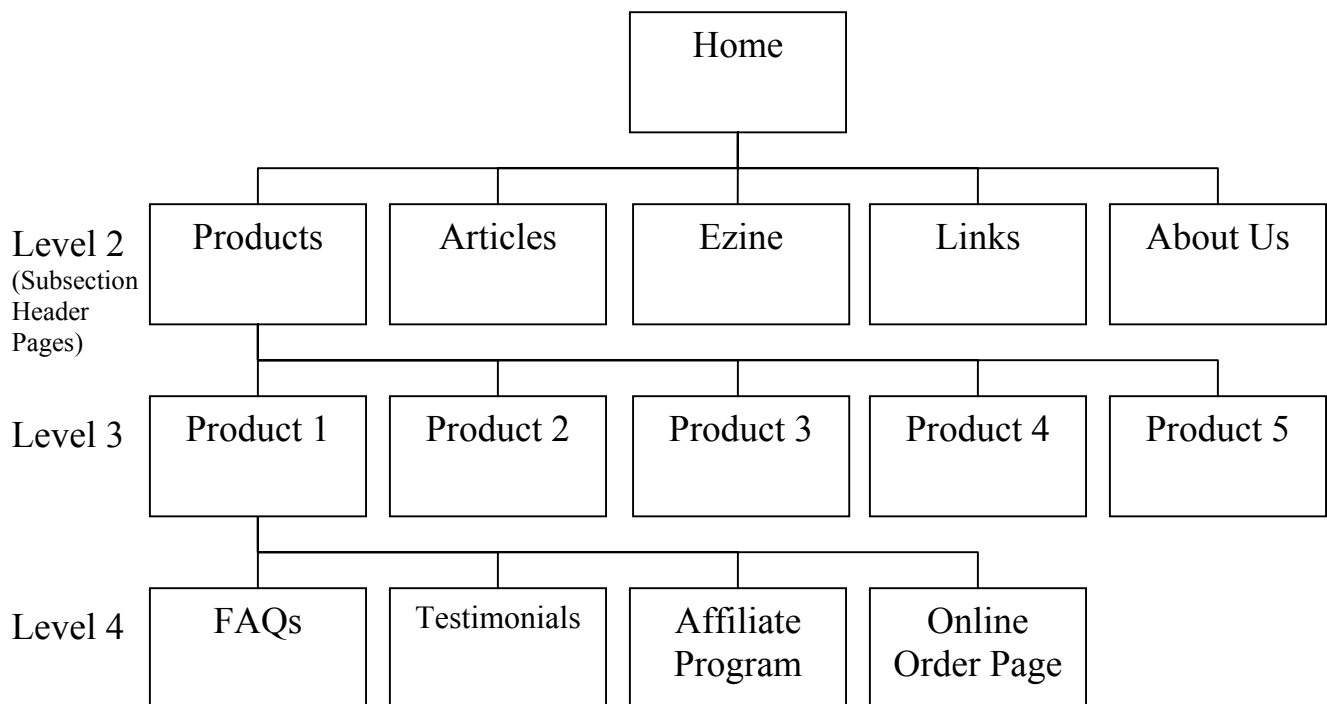 Home
Level 2
(Subsection
Header
Pages)
Products
Articles
Ezine
Links
About Us
Level 3
Product 1
Product 2
Product 3
Product 4
Product 5
Level 4
FAQs
Testimonials
Affiliate
Program
Online
Order Page